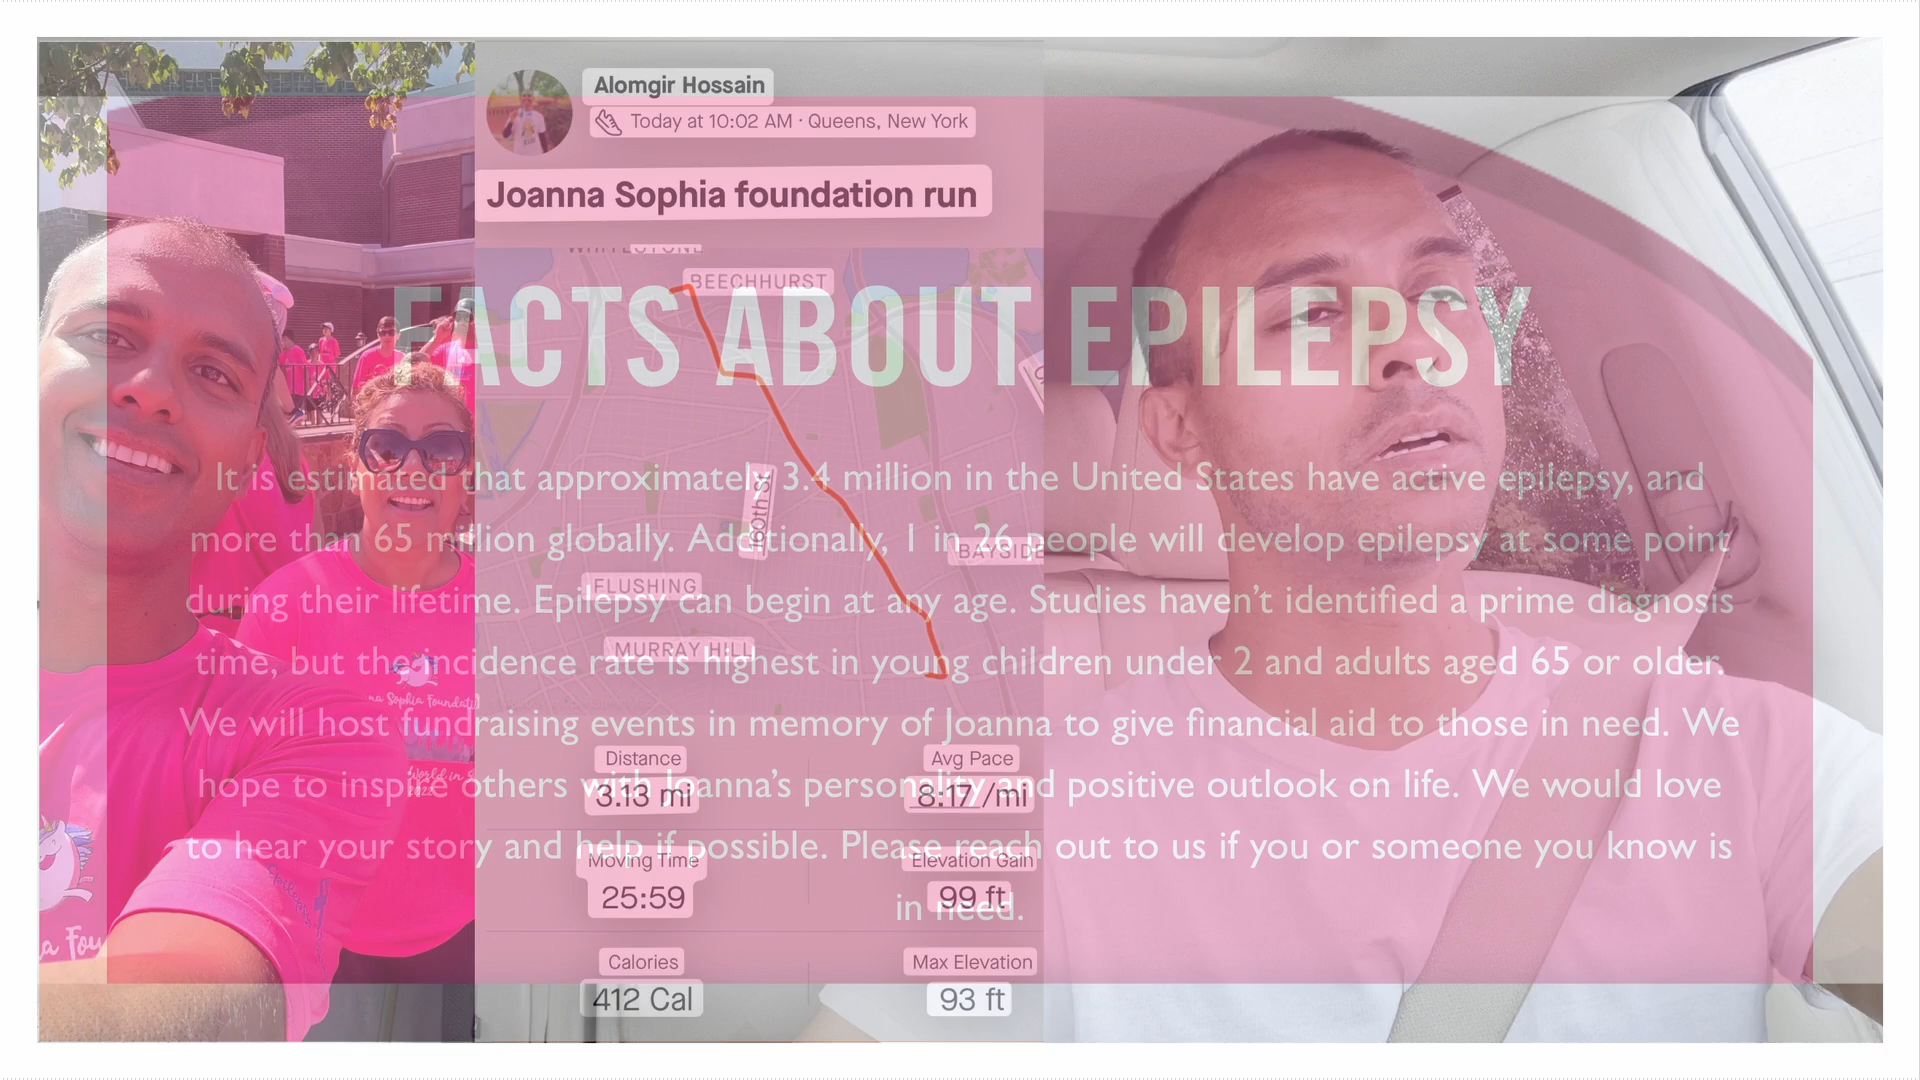 Alomgir Hossain
Today at 10:02 AM · Queens, New York
Joanna Sophia foundation run
WHITESTONE
BEECHHURST
FACTS ABOUT EPILEPSY
It is estimated that approximately 3.4 million in the United States have active epilepsy, and
more than 65 million globally. Additionally, 1 in 26 people will develop epilepsy at some point
during their lifetime. Epilepsy can begin at any age. Studies haven’t identified a prime diagnosis
time, but the incidence rate is highest in young children under 2 and adults aged 65 or older.
We will host fundraising events in memory of Joanna to give financial aid to those in need. We
hope to inspire others with Joanna’s personality and positive outlook on life. We would love
to hear your story and help if possible. Please reach out to us if you or someone you know is
in need.
160th St
BAYSIDE
FLUSHING
MURRAY HILL
Sophia
World in
2022
Distance
3.13 mi
Avg Pace
8:17 /mi
Moving Time
25:59
Elevation Gain
99 ft
Calories
412 Cal
Max Elevation
93 ft